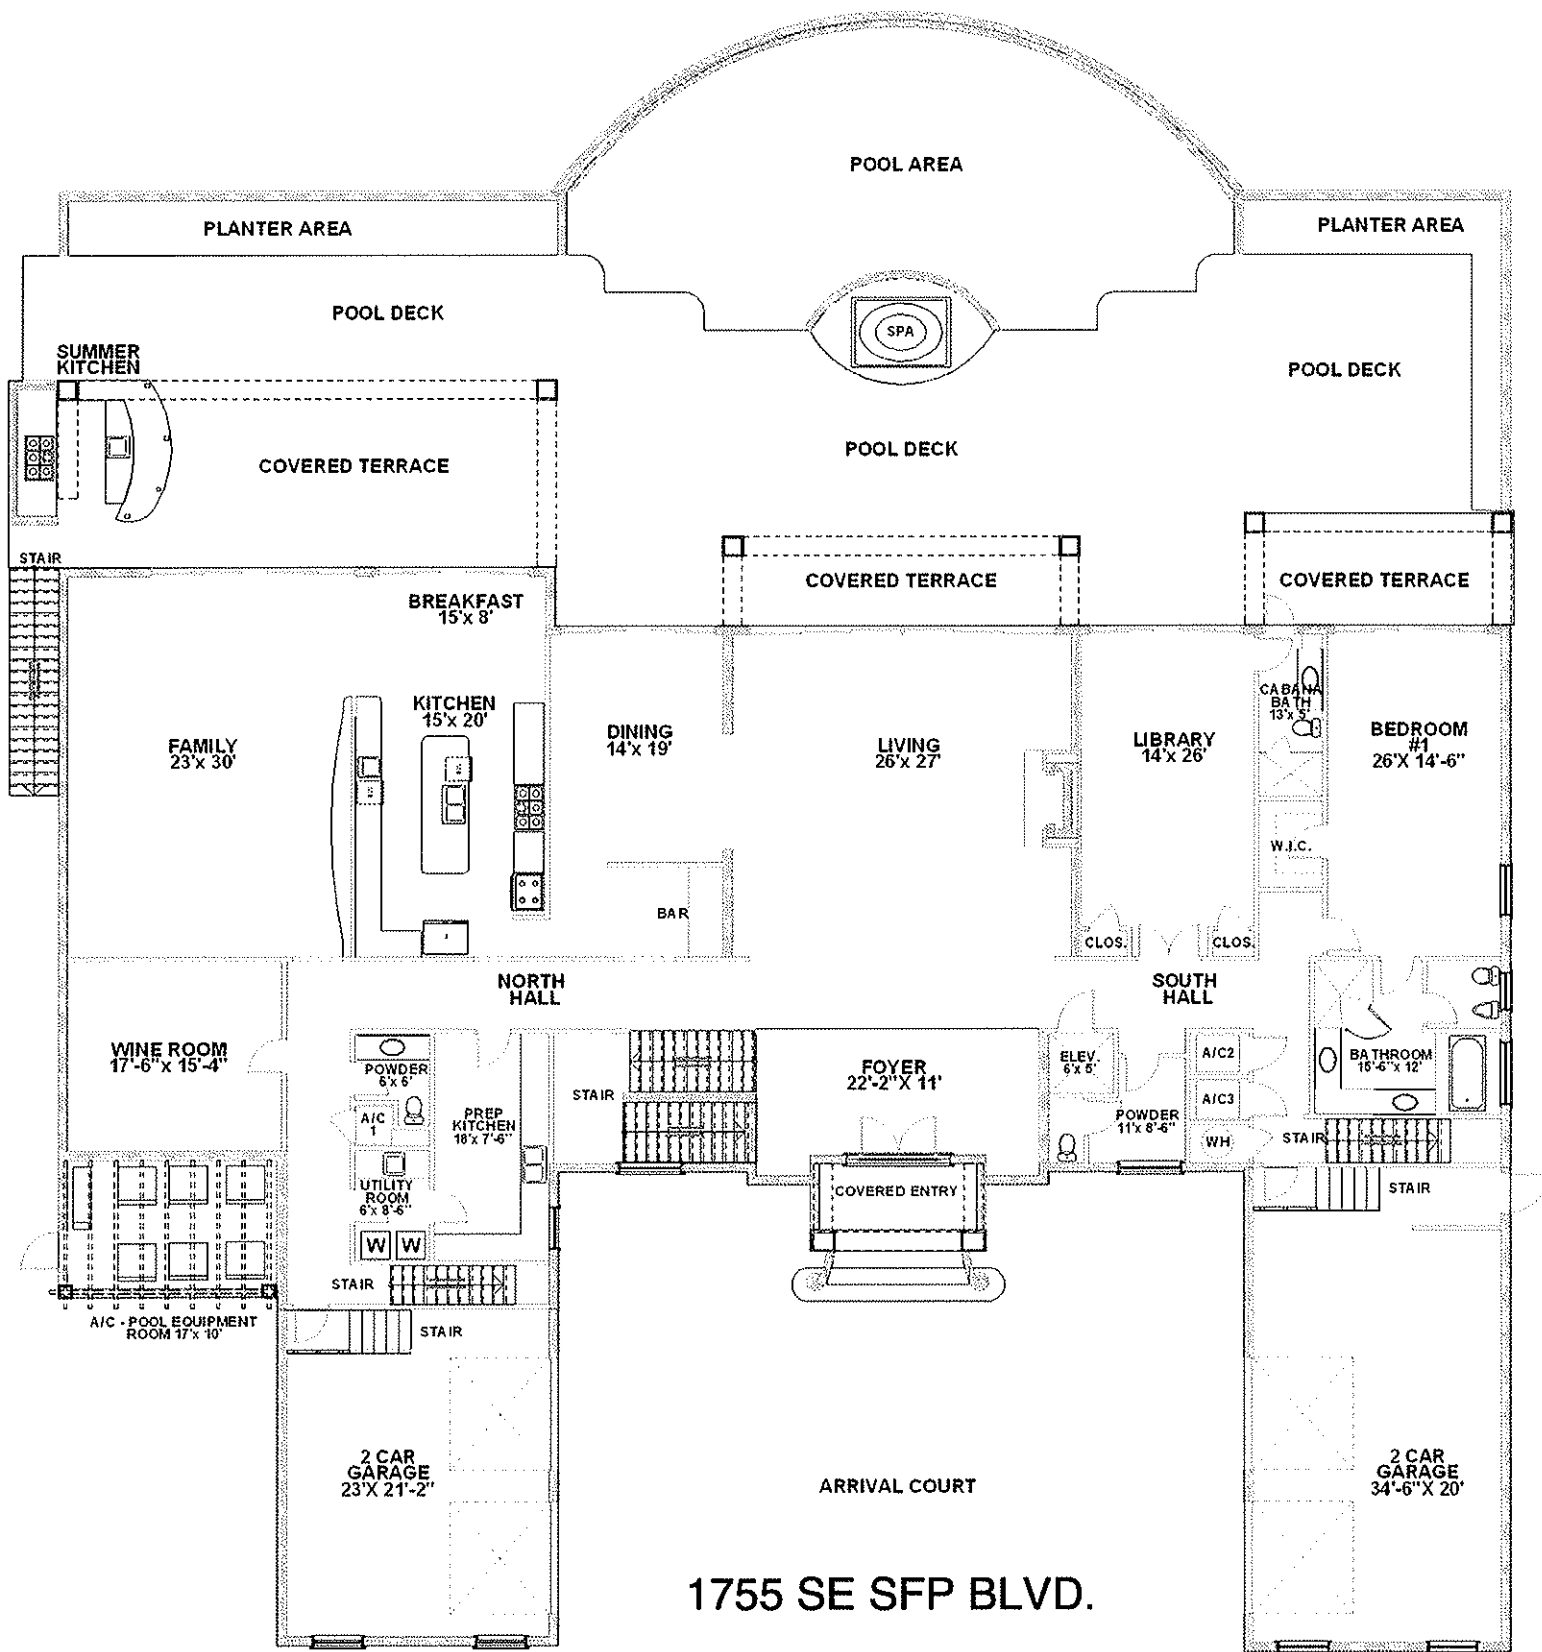 POOL AREA
PLANTER AREA
PLANTER AREA
POOL DECK
SPA
SUMMER
KITCHEN
POOL DECK
POOL DECK
COVERED TERRACE
STAIR
COVERED TERRACE
COVERED TERRACE
BREAKFAST
15'x 8'
FAMILY
23'x 30'
KITCHEN
15'x 20'
DINING
14'x 19'
LIVING
26'x 27'
LIBRARY
14'x 26'
CABANA
BATH
13'x 5'
BEDROOM
#1
26'X 14'-6"
W.I.C.
BAR
CLOS.
CLOS.
NORTH
HALL
SOUTH
HALL
WINE ROOM
17'-6"x 15'-4"
POWDER
6'x 6'
A/C
1
PREP
KITCHEN
18'x 7'-6"
STAIR
FOYER
22'-2"X 11'
ELEV.
6'x 5'
POWDER
11'x 8'-6"
A/C2
A/C3
WH
BATHROOM
15'-6"x 12'
STAIR
STAIR
UTILITY
ROOM
6'x 8'-6"
W W
COVERED ENTRY
STAIR
A/C - POOL EQUIPMENT
ROOM 17'x 10'
STAIR
2 CAR
GARAGE
23'X 21'-2"
ARRIVAL COURT
2 CAR
GARAGE
34'-6"X 20'
1755 SE SFP BLVD.